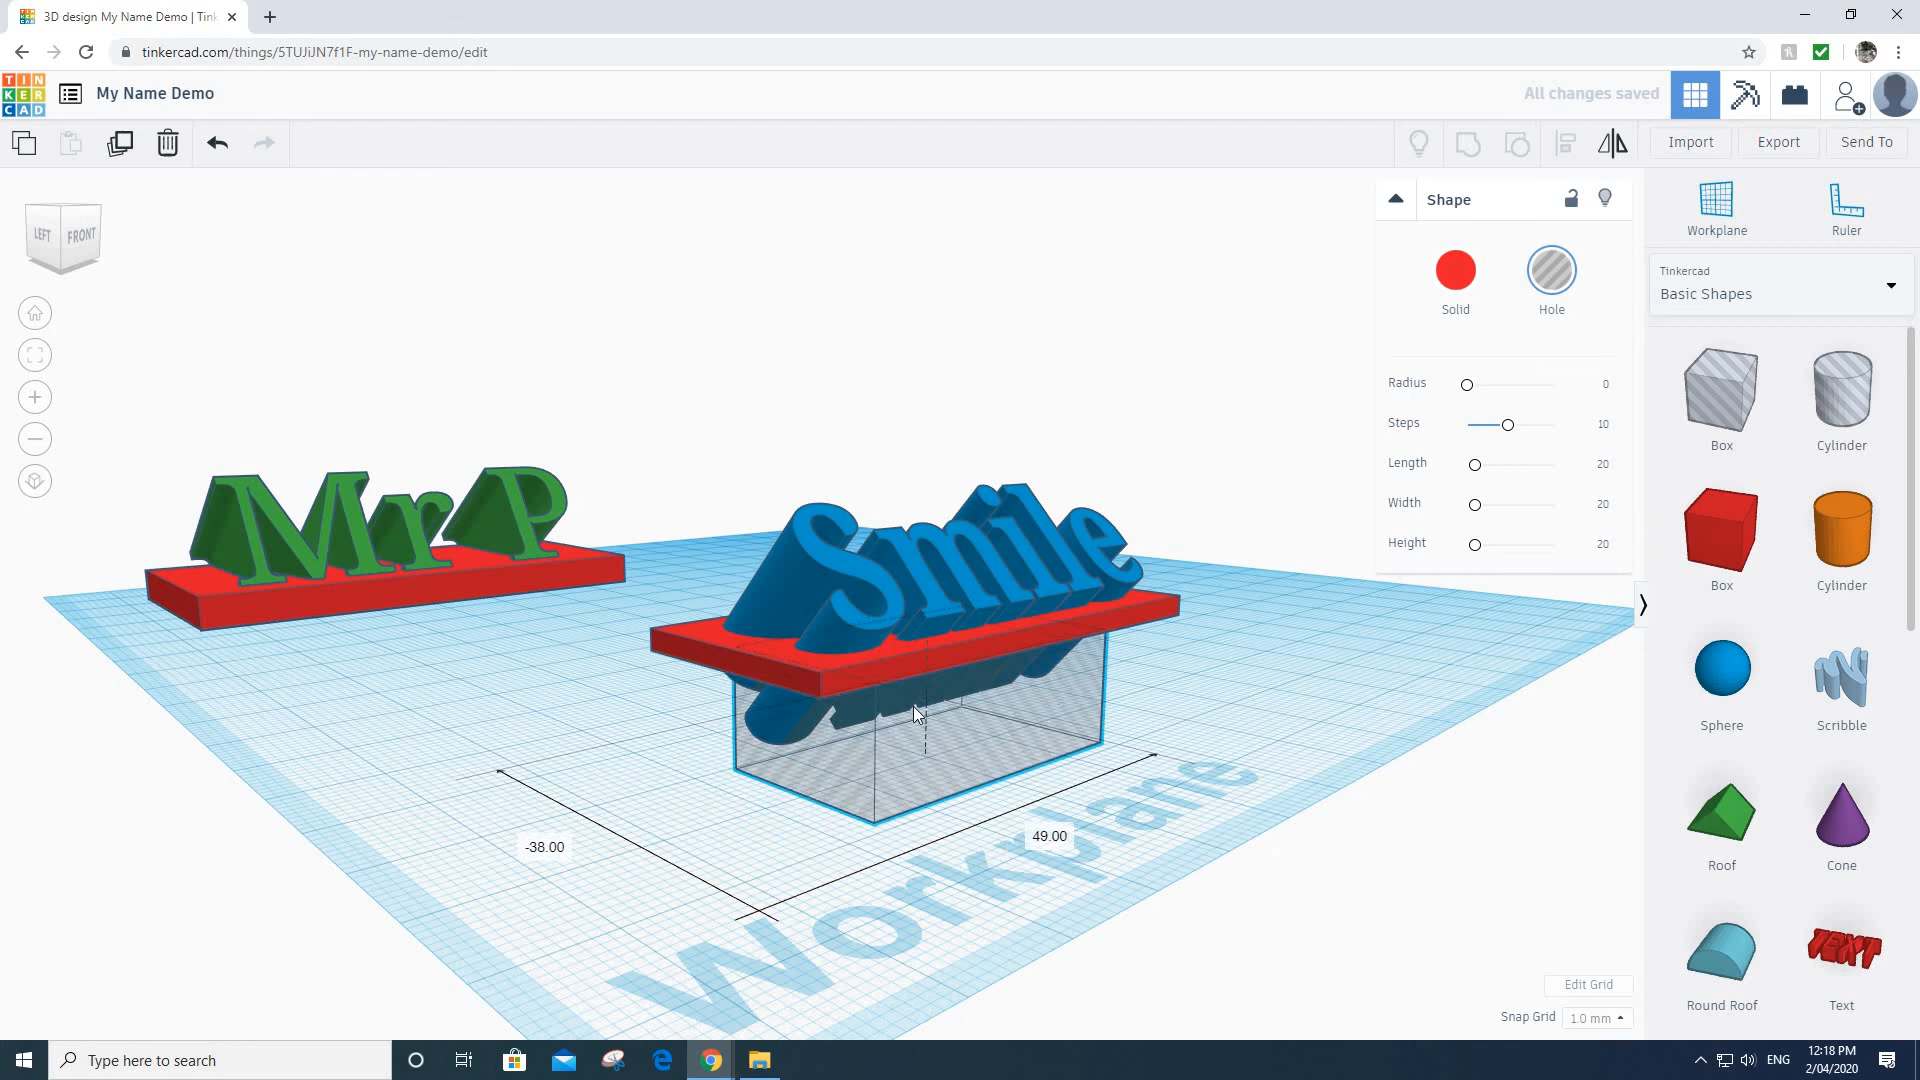 3D design My Name Demo | Tink
tinkercad.com/things/5TUJiJN7f1F-my-name-demo/edit
TIN
KER
CAD
My Name Demo
All changes saved
Import
Export
Send To
LEFT
FRONT
Shape
Solid
Hole
Radius
0
Steps
10
Length
20
Width
20
Height
20
Workplane
Ruler
Tinkercad
Basic Shapes
Box
Cylinder
Box
Cylinder
Sphere
Scribble
Roof
Cone
Round Roof
TEXT
Text
MrP
Smile
-38.00
49.00
Workplane
Edit Grid
Snap Grid
1.0 mm
Type here to search
ENG
12:18 PM
2/04/2020